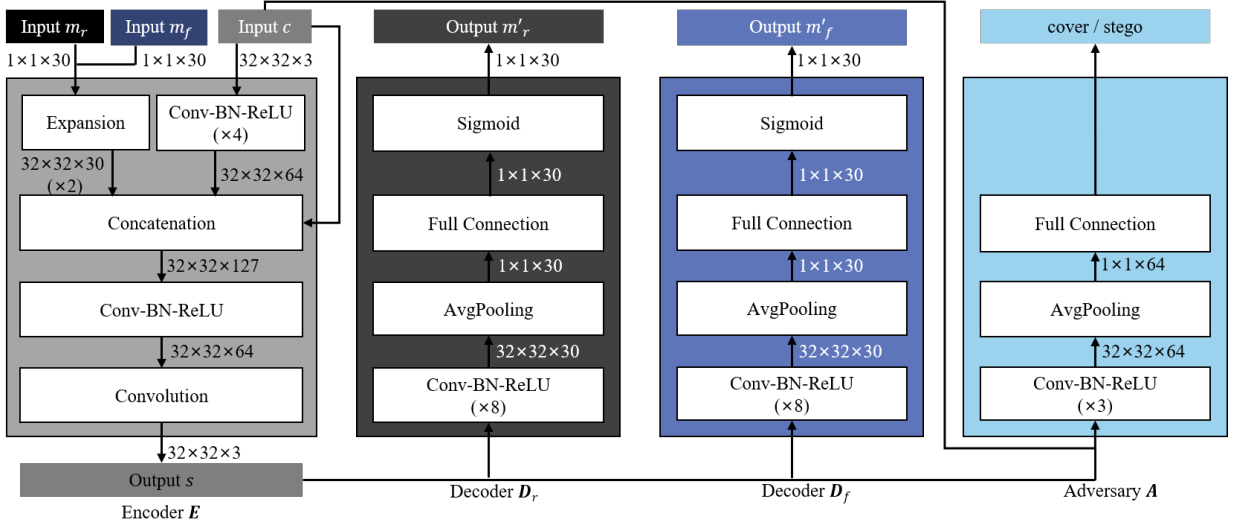 Input m_r
Input m_f
Input c
Output m'_r
Output m'_f
cover / stego
1×1×30
1×1×30
32×32×3
1×1×30
1×1×30
Expansion
Conv-BN-ReLU
(×4)
Sigmoid
Sigmoid
32×32×30
(×2)
32×32×64
1×1×30
1×1×30
Concatenation
Full Connection
Full Connection
Full Connection
32×32×127
1×1×30
1×1×30
1×1×64
Conv-BN-ReLU
AvgPooling
AvgPooling
AvgPooling
32×32×64
32×32×30
32×32×30
32×32×64
Convolution
Conv-BN-ReLU
(×8)
Conv-BN-ReLU
(×8)
Conv-BN-ReLU
(×3)
32×32×3
Output s
Encoder E
Decoder D_r
Decoder D_f
Adversary A